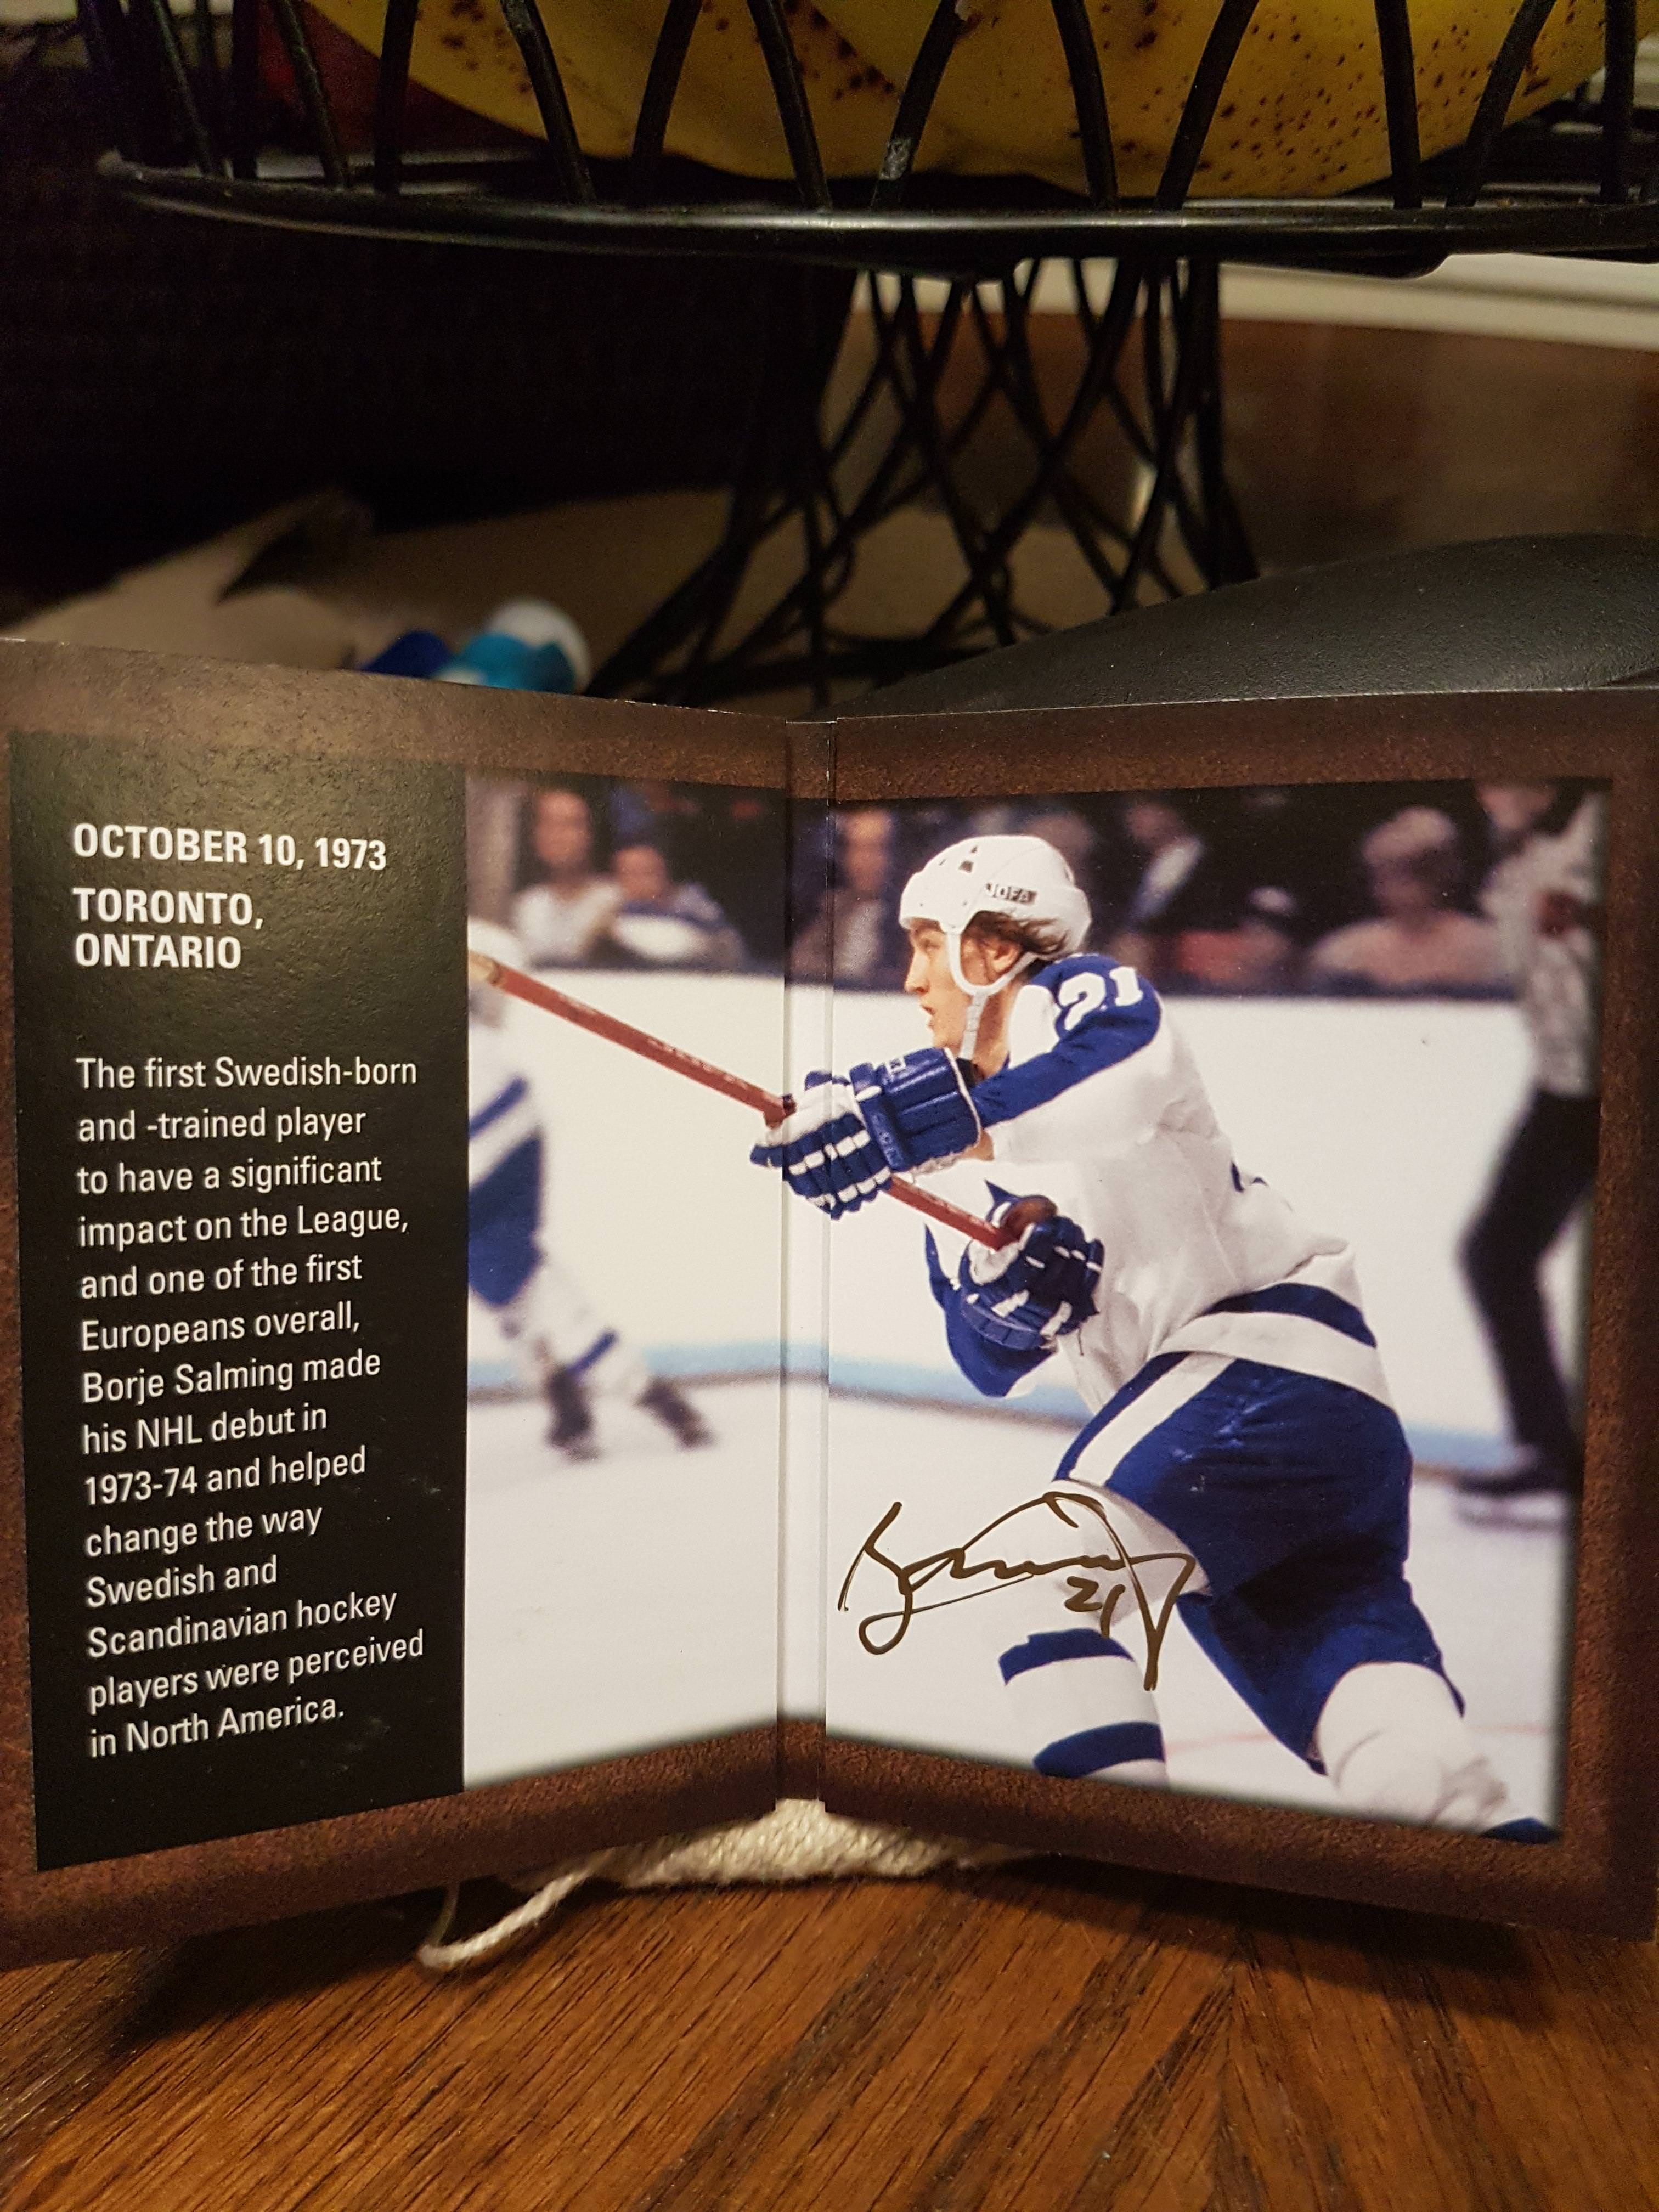 OCTOBER 10, 1973
TORONTO,
ONTARIO
The first Swedish-born
and -trained player
to have a significant
impact on the League,
and one of the first
Europeans overall,
Borje Salming made
his NHL debut in
1973-74 and helped
change the way
Swedish and
Scandinavian hockey
players were perceived
in North America.
JOFA
21
21